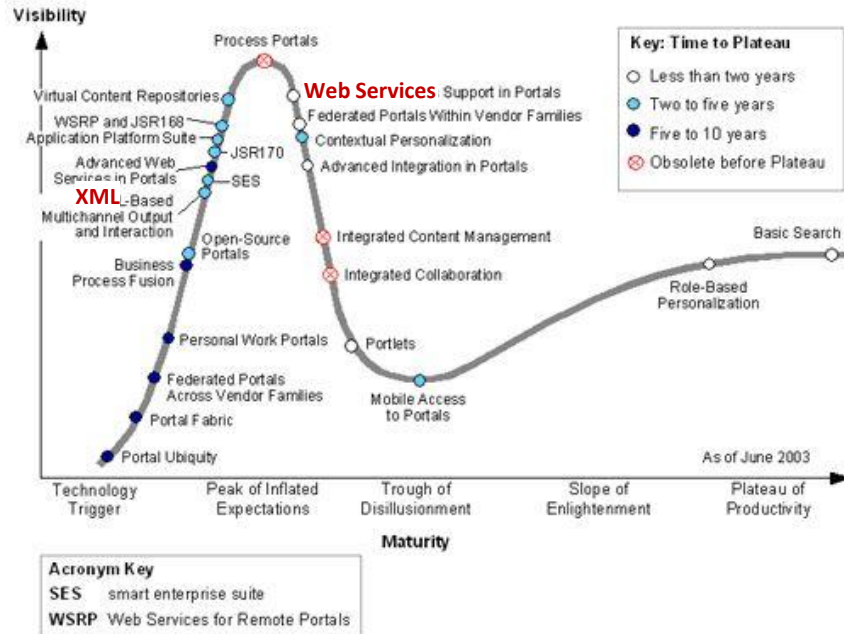 Visibility
Process Portals
Key: Time to Plateau
Less than two years
Two to five years
Five to 10 years
Obsolete before Plateau
Virtual Content Repositories
WSRP and JSR168
Application Platform Suite
JSR170
Advanced Web
Services in Portals
SES
XML-Based
Multichannel Output
and Interaction
Open-Source
Portals
Business
Process Fusion
Personal Work Portals
Federated Portals
Across Vendor Families
Portal Fabric
Portal Ubiquity
Web Services Support in Portals
Federated Portals Within Vendor Families
Contextual Personalization
Advanced Integration in Portals
Integrated Content Management
Integrated Collaboration
Portlets
Mobile Access
to Portals
Role-Based
Personalization
Basic Search
As of June 2003
Technology
Trigger
Peak of Inflated
Expectations
Trough of
Disillusionment
Slope of
Enlightenment
Plateau of
Productivity
Maturity
Acronym Key
SES smart enterprise suite
WSRP Web Services for Remote Portals